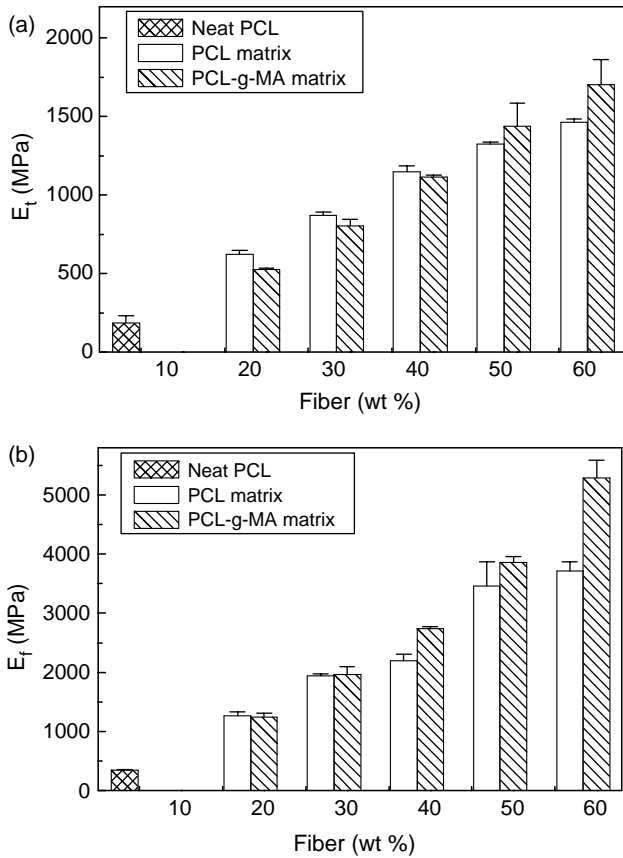 (a)
Neat PCL
PCL matrix
PCL-g-MA matrix
2000
1500
1000
500
0
E_t (MPa)
10 20 30 40 50 60
Fiber (wt %)
(b)
Neat PCL
PCL matrix
PCL-g-MA matrix
5000
4000
3000
2000
1000
0
E_f (MPa)
10 20 30 40 50 60
Fiber (wt %)